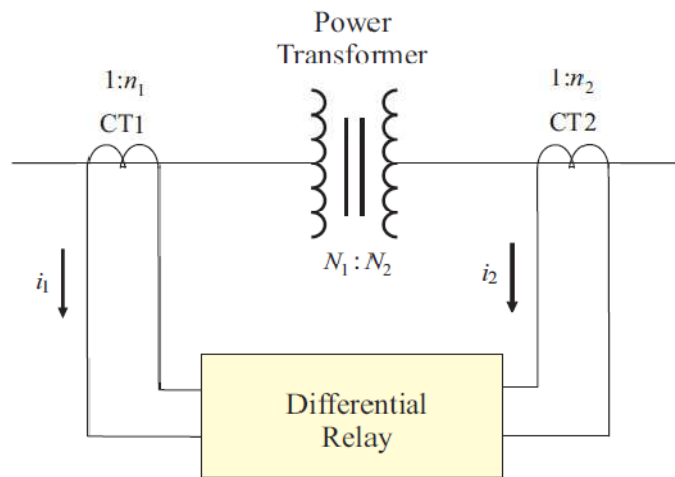 Power
Transformer
1:n₁
CT1
1:n₂
CT2
N₁ : N₂
i₁
i₂
Differential
Relay